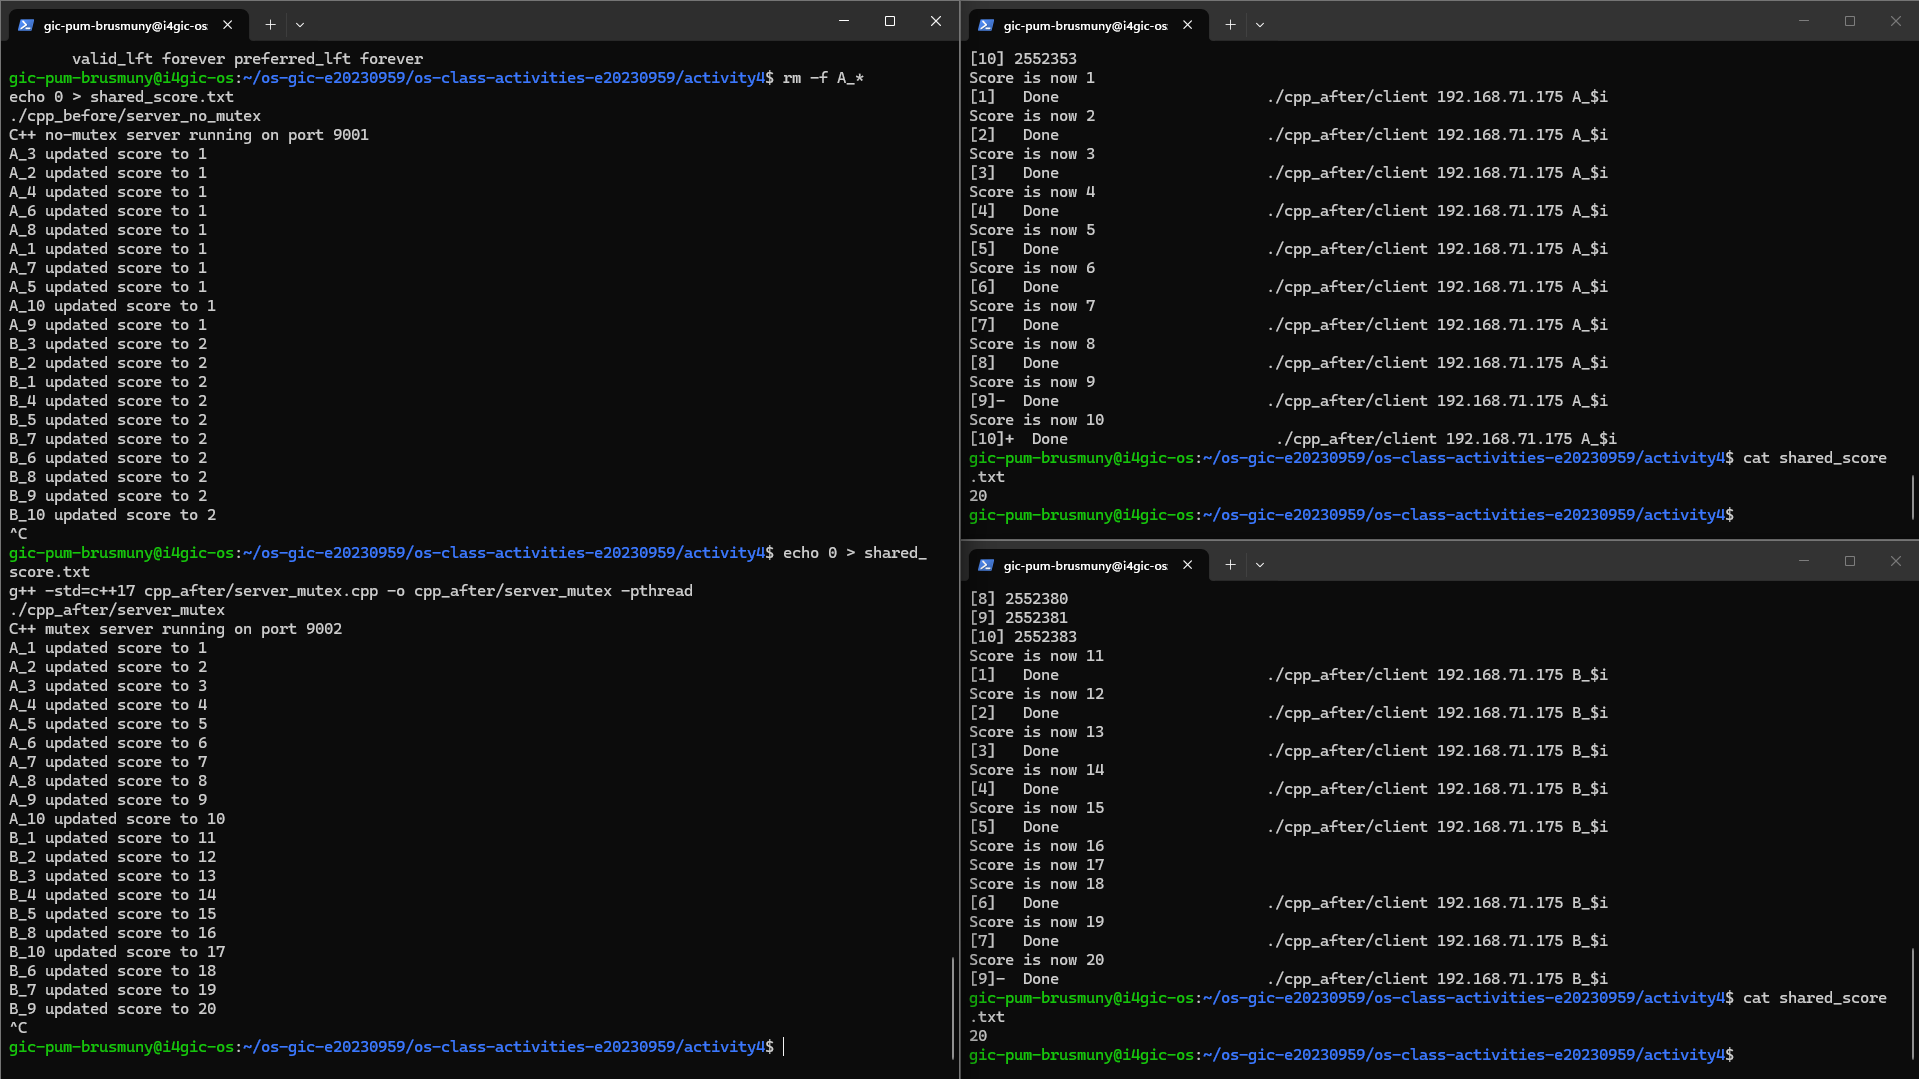 gic-pum-brusmuny@i4gic-os:
valid_lft forever preferred_lft forever
gic-pum-brusmuny@i4gic-os:~/os-gic-e20230959/os-class-activities-e20230959/activity4$ rm -f A_*
echo 0 > shared_score.txt
./cpp_before/server_no_mutex
C++ no-mutex server running on port 9001
A_3 updated score to 1
A_2 updated score to 1
A_4 updated score to 1
A_6 updated score to 1
A_8 updated score to 1
A_1 updated score to 1
A_7 updated score to 1
A_5 updated score to 1
A_10 updated score to 1
A_9 updated score to 1
B_3 updated score to 2
B_2 updated score to 2
B_1 updated score to 2
B_4 updated score to 2
B_5 updated score to 2
B_7 updated score to 2
B_6 updated score to 2
B_8 updated score to 2
B_9 updated score to 2
B_10 updated score to 2
^C
gic-pum-brusmuny@i4gic-os:~/os-gic-e20230959/os-class-activities-e20230959/activity4$ echo 0 > shared_
score.txt
g++ -std=c++17 cpp_after/server_mutex.cpp -o cpp_after/server_mutex -pthread
./cpp_after/server_mutex
C++ mutex server running on port 9002
A_1 updated score to 1
A_2 updated score to 2
A_3 updated score to 3
A_4 updated score to 4
A_5 updated score to 5
A_6 updated score to 6
A_7 updated score to 7
A_8 updated score to 8
A_9 updated score to 9
A_10 updated score to 10
B_1 updated score to 11
B_2 updated score to 12
B_3 updated score to 13
B_4 updated score to 14
B_5 updated score to 15
B_8 updated score to 16
B_10 updated score to 17
B_6 updated score to 18
B_7 updated score to 19
B_9 updated score to 20
^C
gic-pum-brusmuny@i4gic-os:~/os-gic-e20230959/os-class-activities-e20230959/activity4$
gic-pum-brusmuny@i4gic-os:
[10] 2552353
Score is now 1
[1]   Done                       ./cpp_after/client 192.168.71.175 A_$i
Score is now 2
[2]   Done                       ./cpp_after/client 192.168.71.175 A_$i
Score is now 3
[3]   Done                       ./cpp_after/client 192.168.71.175 A_$i
Score is now 4
[4]   Done                       ./cpp_after/client 192.168.71.175 A_$i
Score is now 5
[5]   Done                       ./cpp_after/client 192.168.71.175 A_$i
Score is now 6
[6]   Done                       ./cpp_after/client 192.168.71.175 A_$i
Score is now 7
[7]   Done                       ./cpp_after/client 192.168.71.175 A_$i
Score is now 8
[8]   Done                       ./cpp_after/client 192.168.71.175 A_$i
Score is now 9
[9]-  Done                       ./cpp_after/client 192.168.71.175 A_$i
Score is now 10
[10]+  Done                       ./cpp_after/client 192.168.71.175 A_$i
gic-pum-brusmuny@i4gic-os:~/os-gic-e20230959/os-class-activities-e20230959/activity4$ cat shared_score
.txt
20
gic-pum-brusmuny@i4gic-os:~/os-gic-e20230959/os-class-activities-e20230959/activity4$
gic-pum-brusmuny@i4gic-os:
[8] 2552380
[9] 2552381
[10] 2552383
Score is now 11
[1]   Done                       ./cpp_after/client 192.168.71.175 B_$i
Score is now 12
[2]   Done                       ./cpp_after/client 192.168.71.175 B_$i
Score is now 13
[3]   Done                       ./cpp_after/client 192.168.71.175 B_$i
Score is now 14
[4]   Done                       ./cpp_after/client 192.168.71.175 B_$i
Score is now 15
[5]   Done                       ./cpp_after/client 192.168.71.175 B_$i
Score is now 16
Score is now 17
Score is now 18
[6]   Done                       ./cpp_after/client 192.168.71.175 B_$i
Score is now 19
[7]   Done                       ./cpp_after/client 192.168.71.175 B_$i
Score is now 20
[9]-  Done                       ./cpp_after/client 192.168.71.175 B_$i
gic-pum-brusmuny@i4gic-os:~/os-gic-e20230959/os-class-activities-e20230959/activity4$ cat shared_score
.txt
20
gic-pum-brusmuny@i4gic-os:~/os-gic-e20230959/os-class-activities-e20230959/activity4$